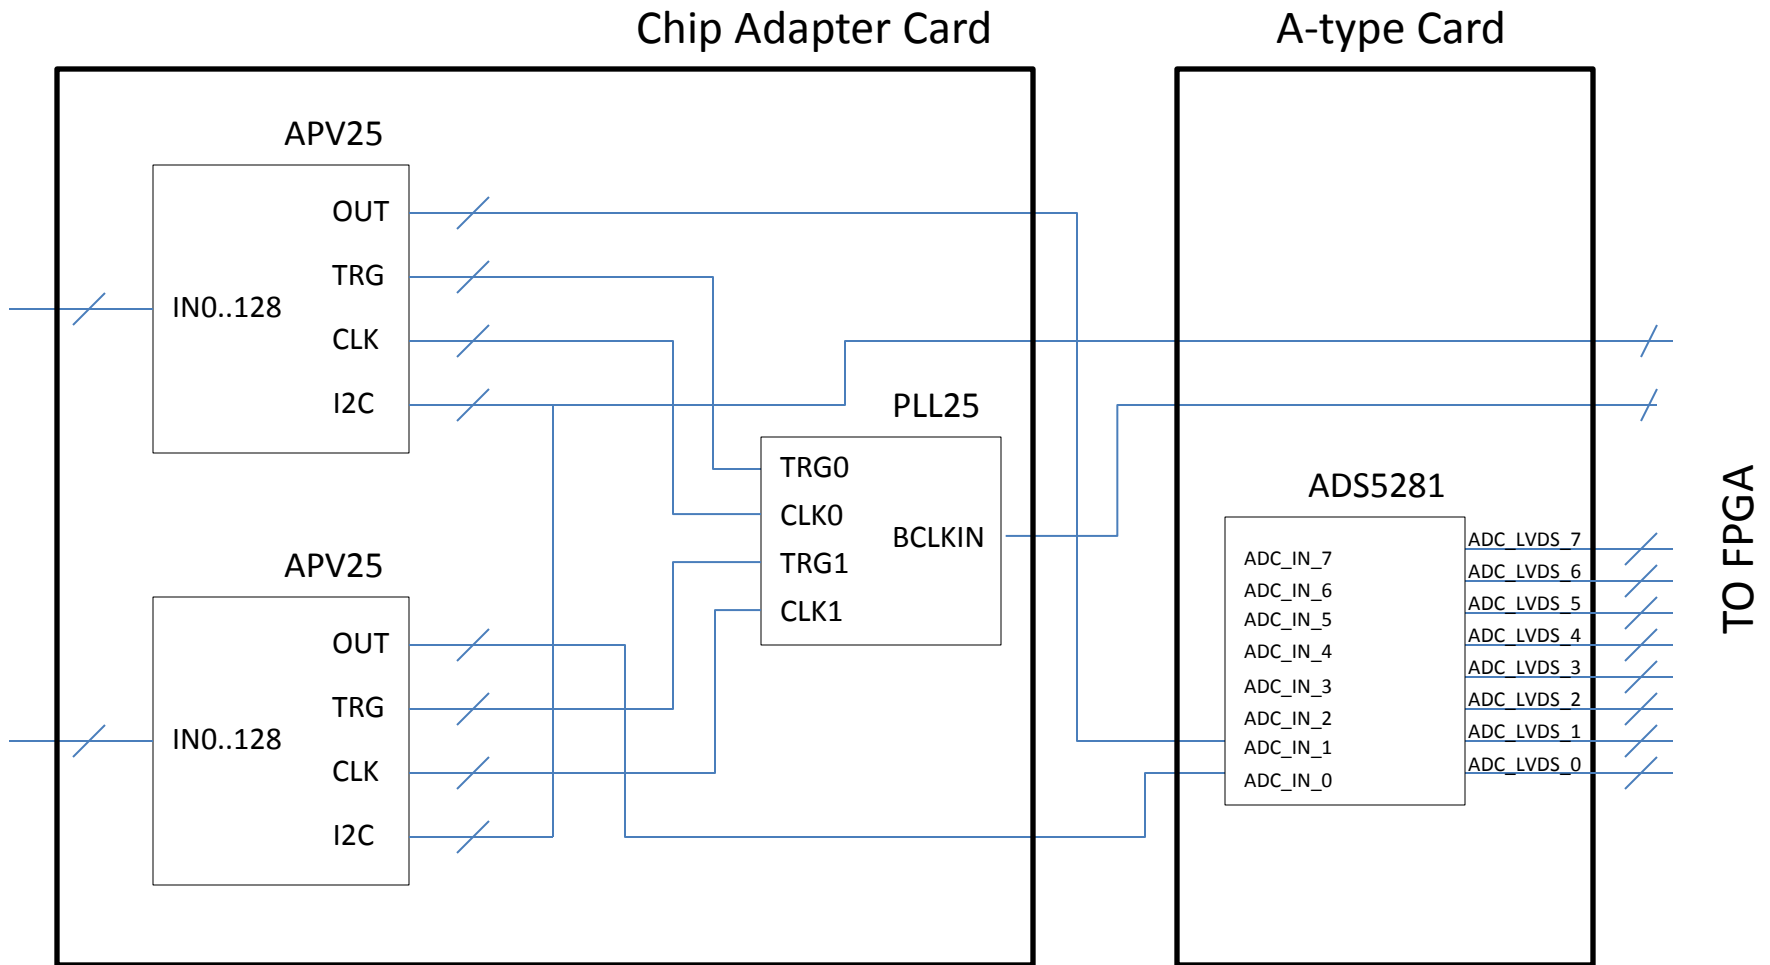 Chip Adapter Card
A-type Card
APV25
OUT
TRG
IN0..128
CLK
I2C
APV25
OUT
TRG
IN0..128
CLK
I2C
PLL25
TRG0
CLK0
BCLKIN
TRG1
CLK1
ADS5281
ADC_IN_7
ADC_IN_6
ADC_IN_5
ADC_IN_4
ADC_IN_3
ADC_IN_2
ADC_IN_1
ADC_IN_0
ADC_LVDS_7
ADC_LVDS_6
ADC_LVDS_5
ADC_LVDS_4
ADC_LVDS_3
ADC_LVDS_2
ADC_LVDS_1
ADC_LVDS_0
TO FPGA